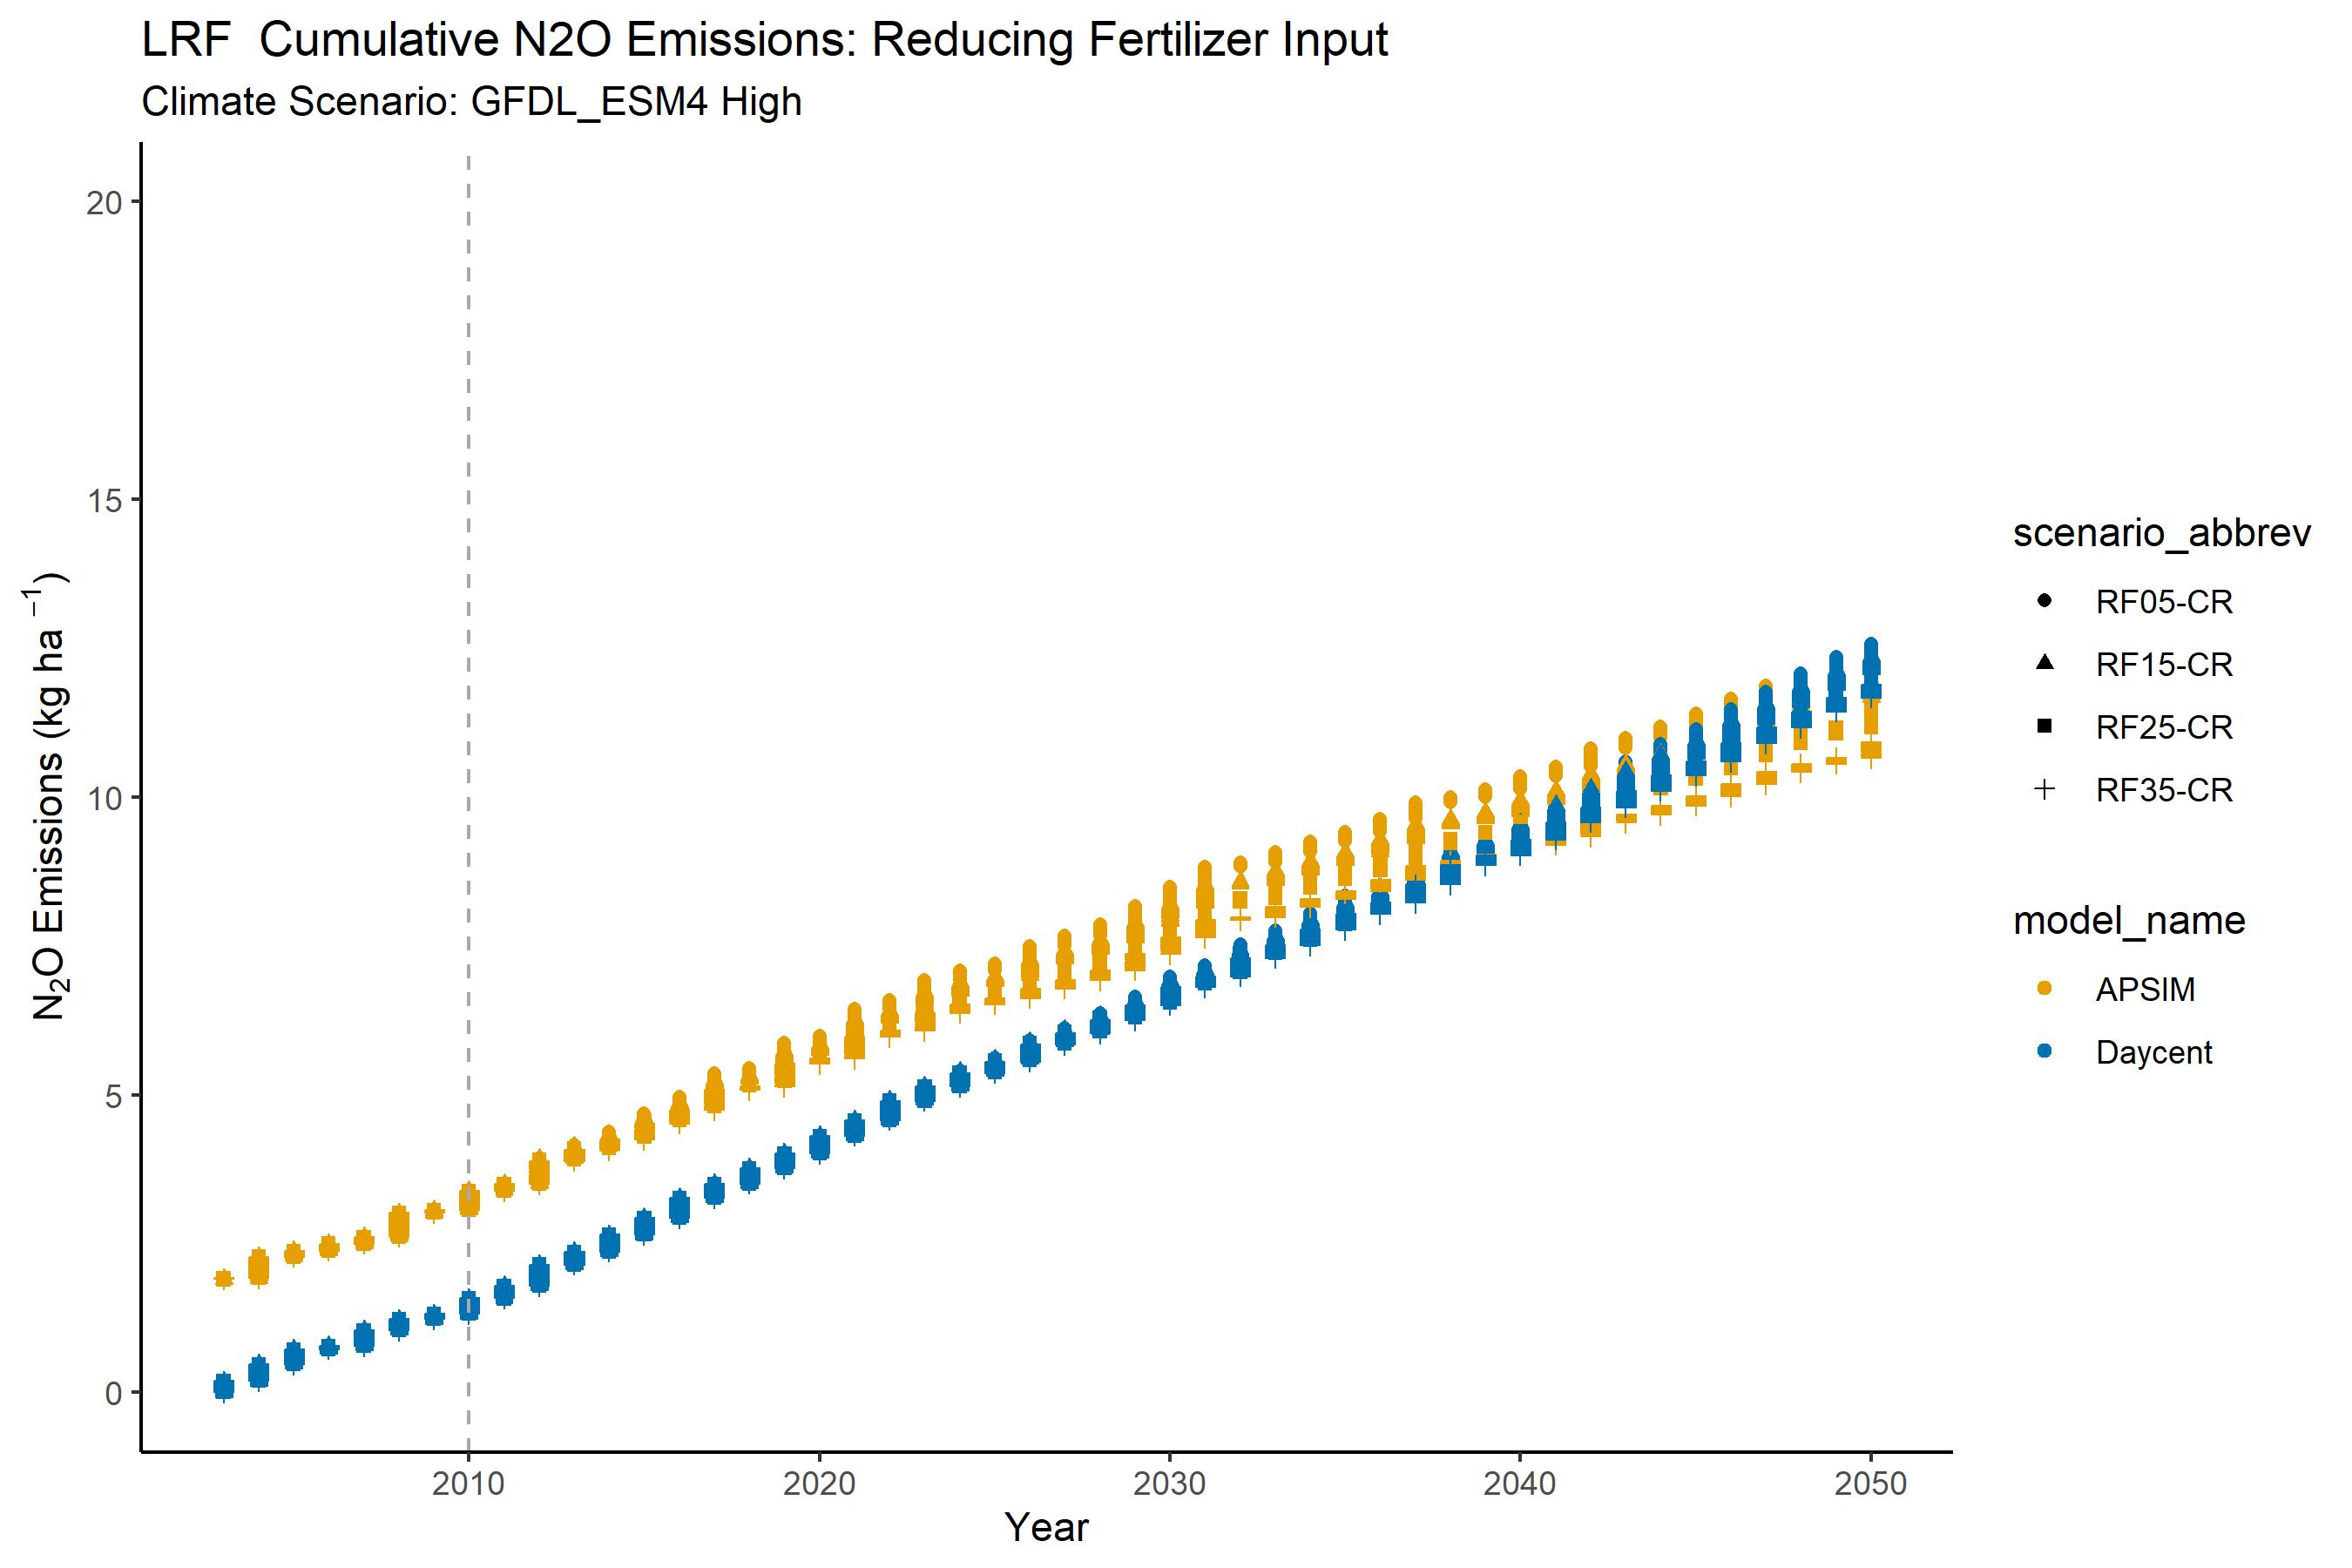 LRF  Cumulative N2O Emissions: Reducing Fertilizer Input
Climate Scenario: GFDL_ESM4 High
N₂O Emissions (kg ha ⁻¹)
20
15
10
5
0
2010
2020
2030
2040
2050
Year
scenario_abbrev
RF05-CR
RF15-CR
RF25-CR
RF35-CR
model_name
APSIM
Daycent